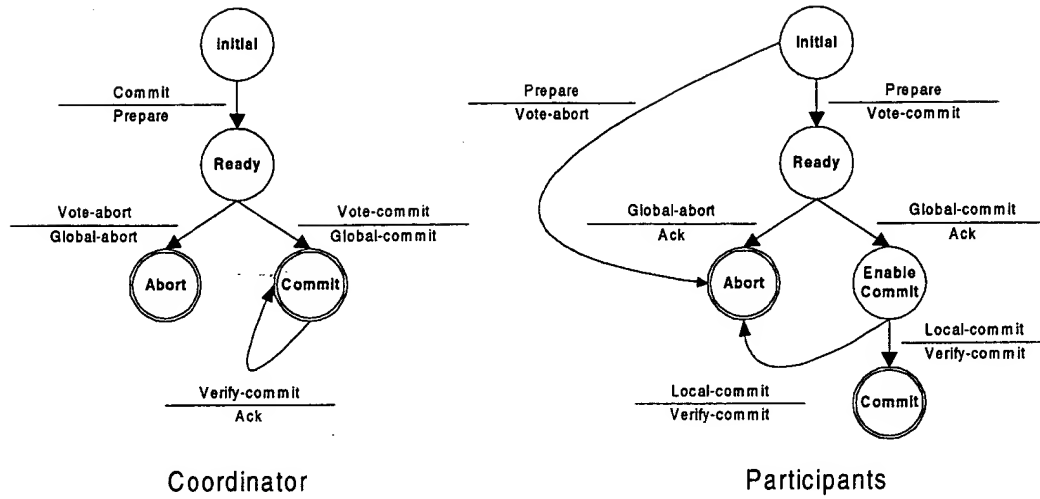 Initial
Commit
Prepare
Ready
Vote-abort
Global-abort
Vote-commit
Global-commit
Abort
Commit
Verify-commit
Ack
Coordinator
Initial
Prepare
Vote-abort
Prepare
Vote-commit
Ready
Global-abort
Ack
Global-commit
Ack
Abort
Enable
Commit
Local-commit
Verify-commit
Local-commit
Verify-commit
Commit
Participants